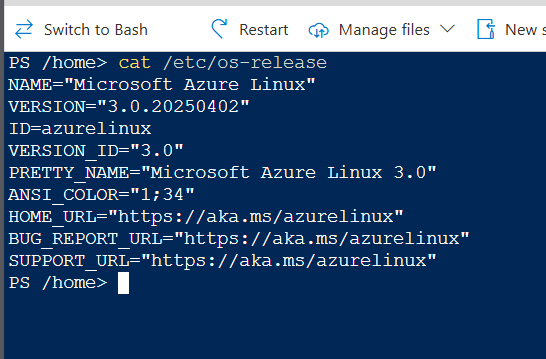 Switch to Bash Restart Manage files New s
PS /home> cat /etc/os-release
NAME="Microsoft Azure Linux"
VERSION="3.0.20250402"
ID=azurelinux
VERSION_ID="3.0"
PRETTY_NAME="Microsoft Azure Linux 3.0"
ANSI_COLOR="1;34"
HOME_URL="https://aka.ms/azurelinux"
BUG_REPORT_URL="https://aka.ms/azurelinux"
SUPPORT_URL="https://aka.ms/azurelinux"
PS /home>